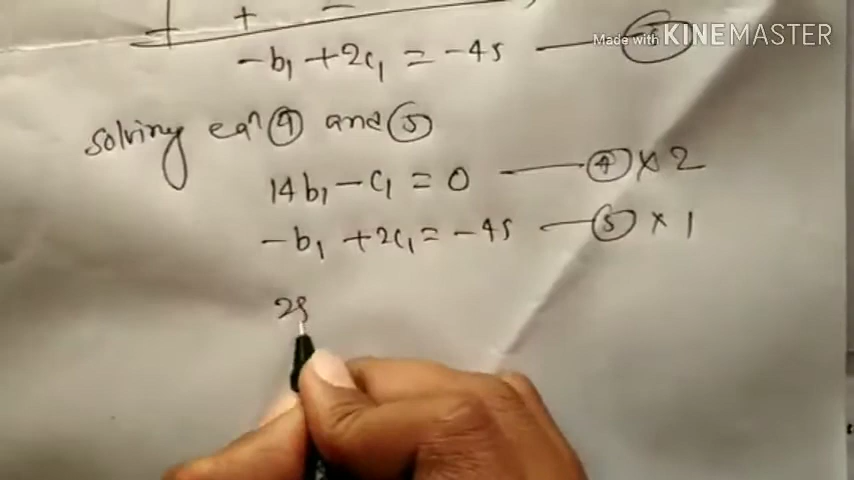 + -
Made with KINEMASTER
-b₁ + 2c₁ = -45 — ⑤
solving eqⁿ ④ and ⑤
14b₁ - c₁ = 0 — ④ × 2
-b₁ + 2c₁ = -45 — ⑤ × 1
28